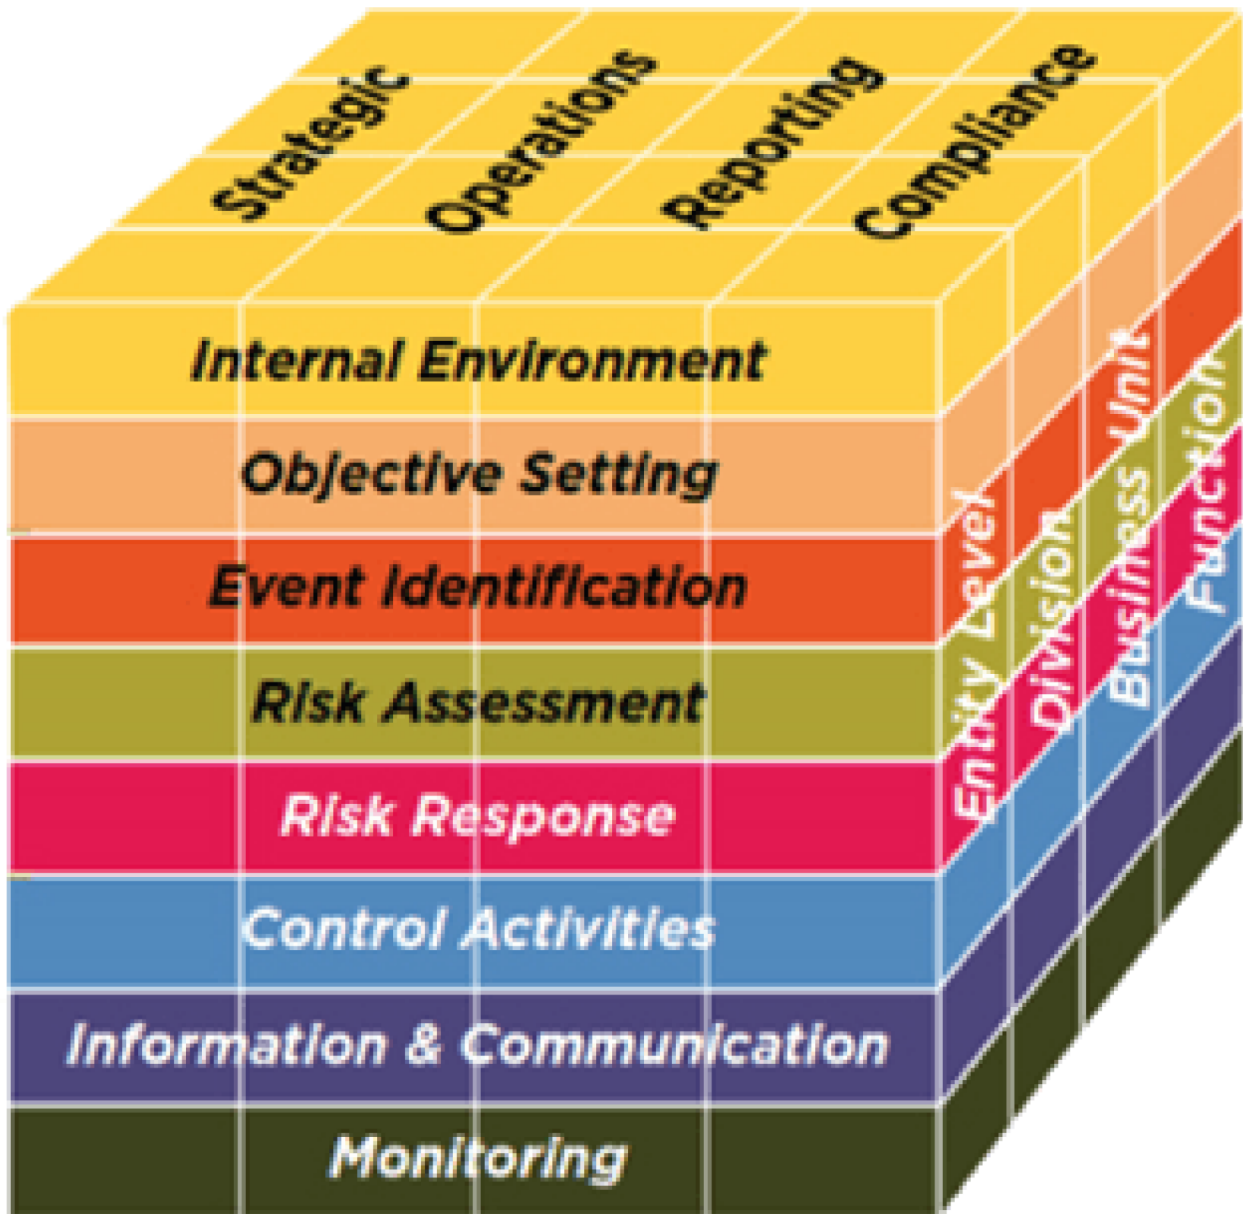 Strategic
Operations
Reporting
Compliance
Internal Environment
Objective Setting
Event Identification
Risk Assessment
Risk Response
Control Activities
Information & Communication
Monitoring
Entity Level
Division
Business Unit
Function